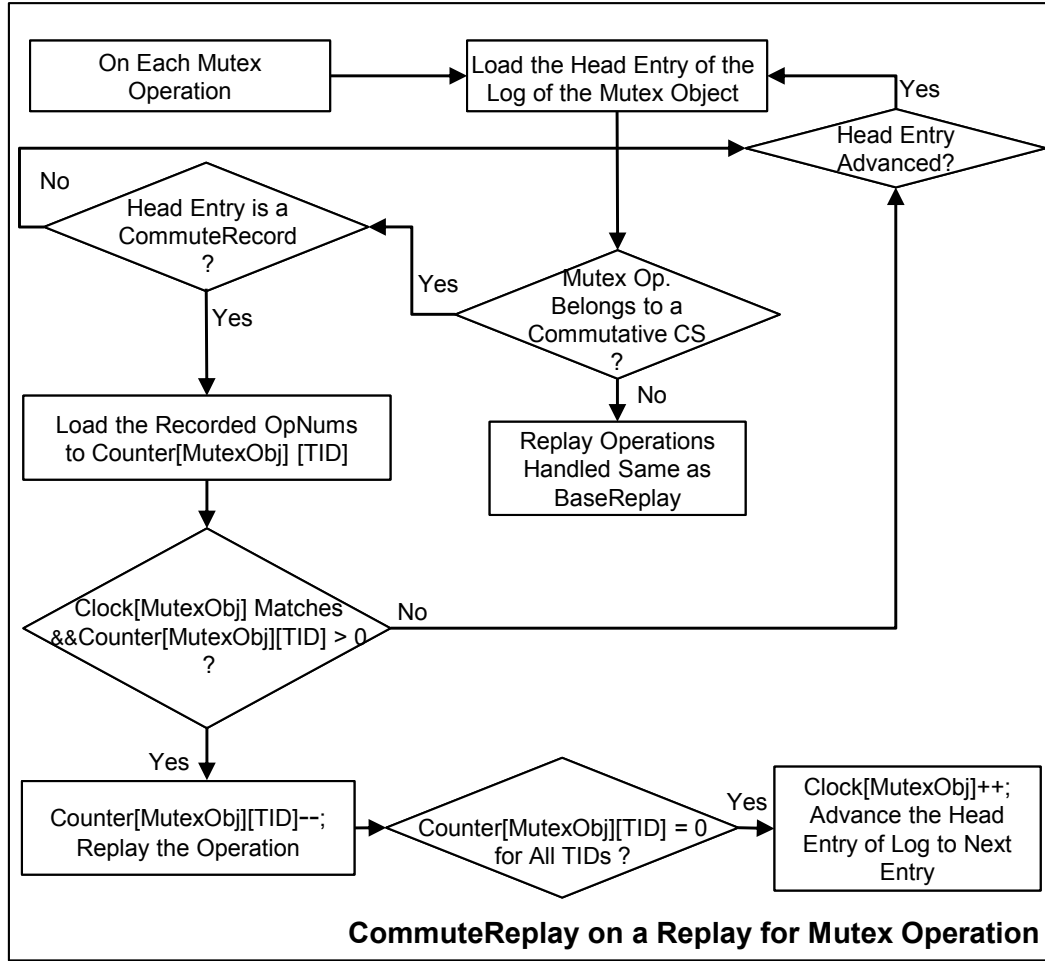 On Each Mutex
Operation
Load the Head Entry of the
Log of the Mutex Object
Yes
Head Entry
Advanced?
No
Head Entry is a
CommuteRecord
?
Yes
Mutex Op.
Belongs to a
Commutative CS
?
Yes
No
Load the Recorded OpNums
to Counter[MutexObj] [TID]
Replay Operations
Handled Same as
BaseReplay
Clock[MutexObj] Matches
&&Counter[MutexObj][TID] > 0
?
No
Yes
Counter[MutexObj][TID]--;
Replay the Operation
Counter[MutexObj][TID] = 0
for All TIDs ?
Yes
Clock[MutexObj]++;
Advance the Head
Entry of Log to Next
Entry
CommuteReplay on a Replay for Mutex Operation